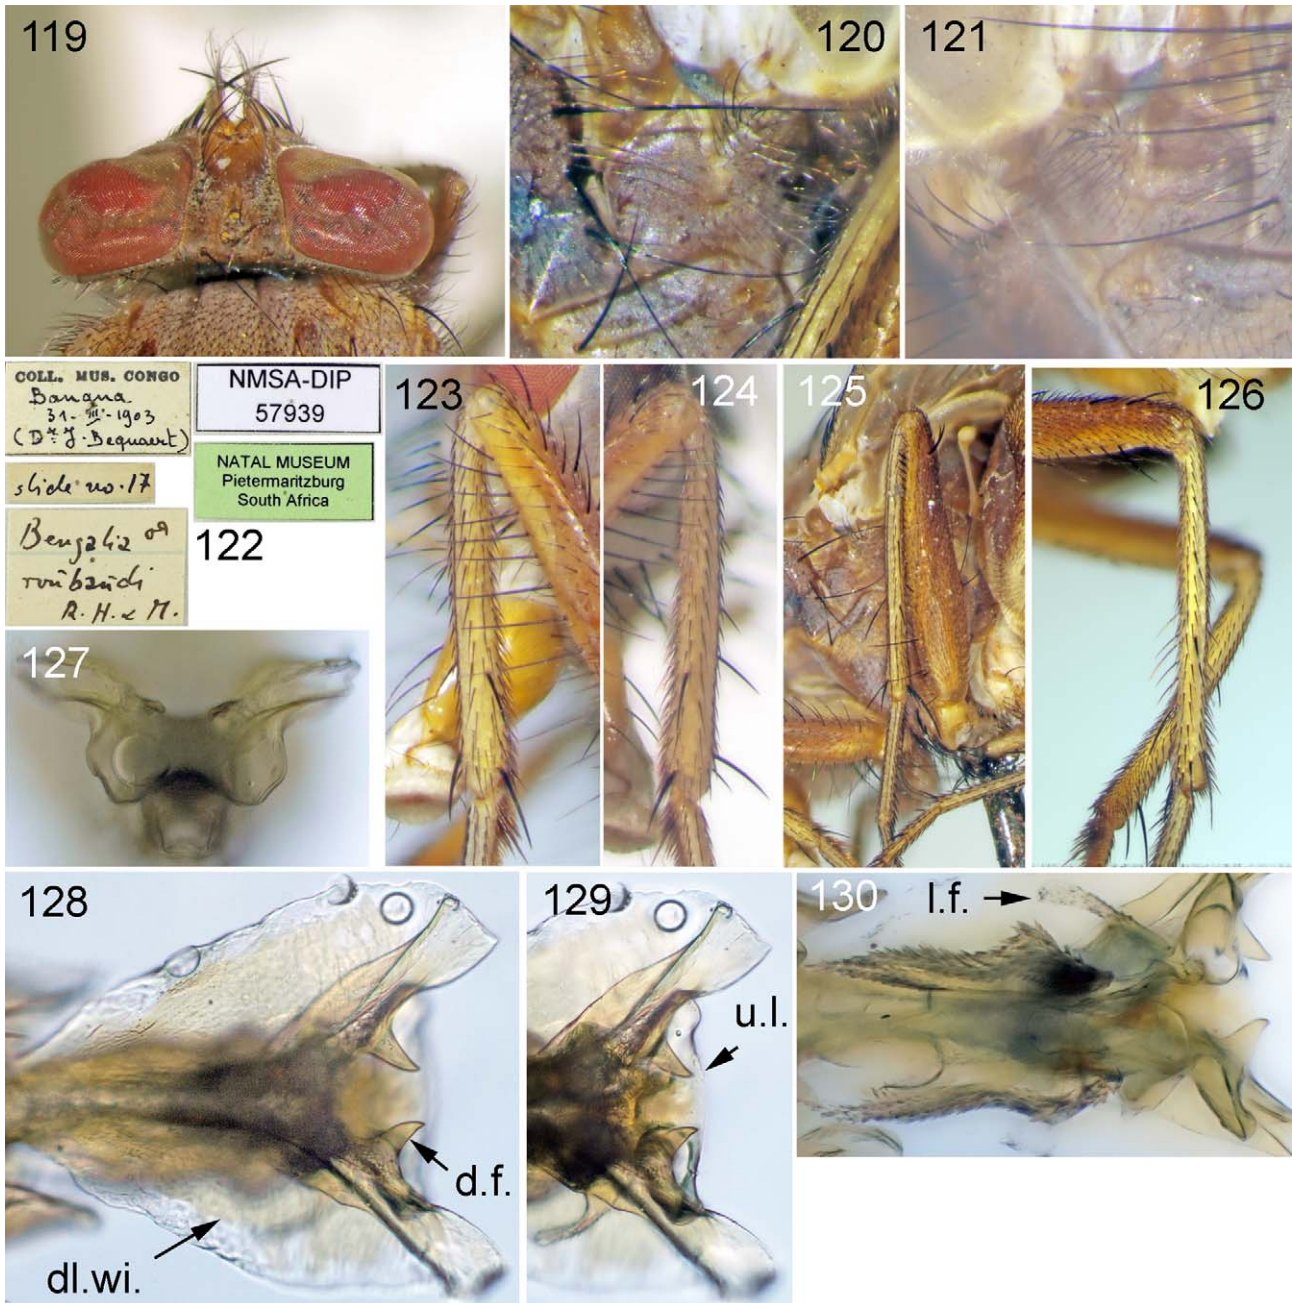 119
120
121
COLL. MUS. CONGO
Banana
31-III-1903
(Dr. J. Bequaert)
slide no. 17
Bengalia ♂
roubaudi
R. H. & M.
NMSA-DIP
57939
NATAL MUSEUM
Pietermaritzburg
South Africa
122
123
124
125
126
127
128
d.f.
dl.wi.
129
u.l.
130
l.f.